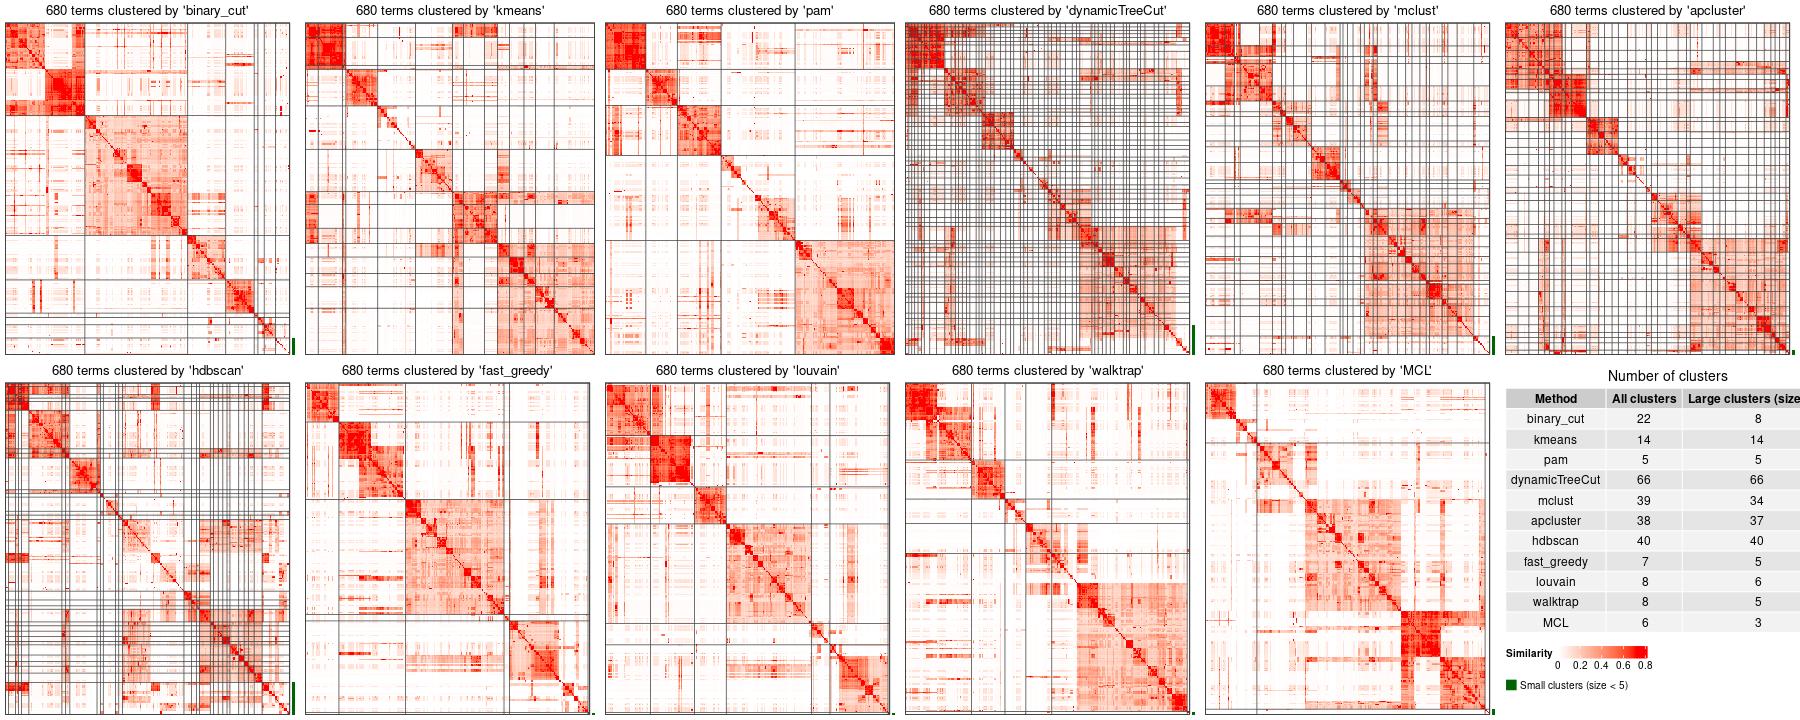 680 terms clustered by 'binary_cut'
680 terms clustered by 'kmeans'
680 terms clustered by 'pam'
680 terms clustered by 'dynamicTreeCut'
680 terms clustered by 'mclust'
680 terms clustered by 'apcluster'
680 terms clustered by 'hdbscan'
680 terms clustered by 'fast_greedy'
680 terms clustered by 'louvain'
680 terms clustered by 'walktrap'
680 terms clustered by 'MCL'
Number of clusters
Method All clusters Large clusters (size
binary_cut 22 8
kmeans 14 14
pam 5 5
dynamicTreeCut 66 66
mclust 39 34
apcluster 38 37
hdbscan 40 40
fast_greedy 7 5
louvain 8 6
walktrap 8 5
MCL 6 3
Similarity
0 0.2 0.4 0.6 0.8
Small clusters (size < 5)